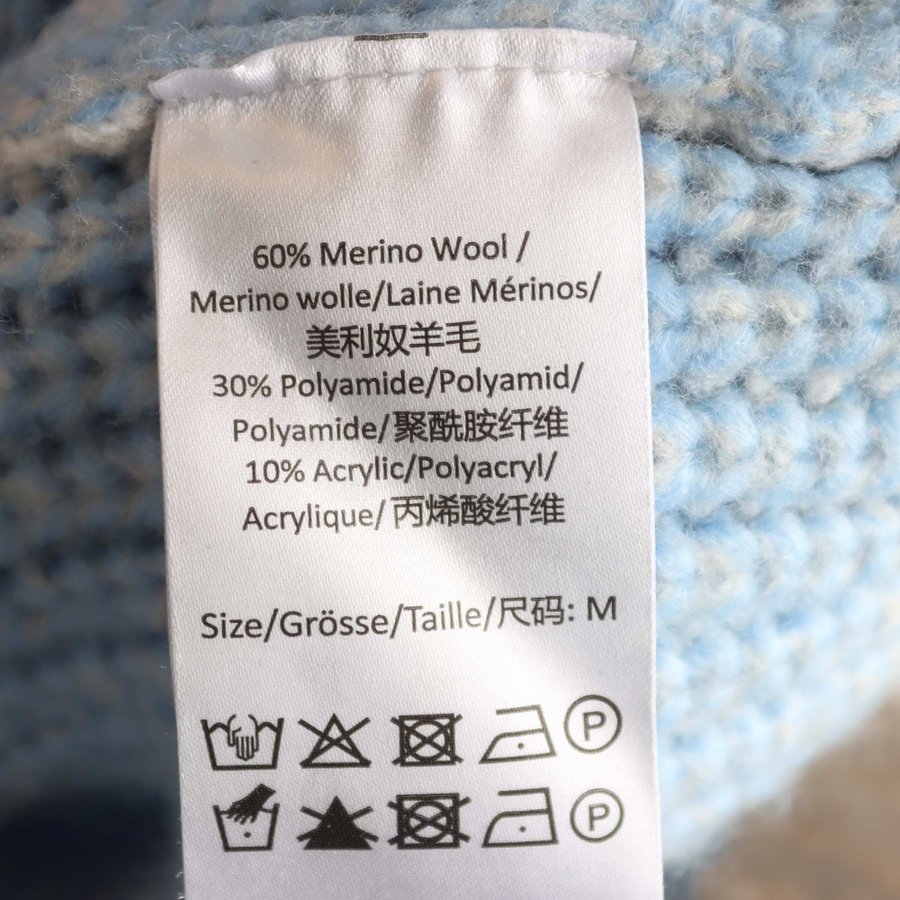 60% Merino Wool /
Merino wolle/Laine Mérinos/
美利奴羊毛
30% Polyamide/Polyamid/
Polyamide/聚酰胺纤维
10% Acrylic/Polyacryl/
Acrylique/丙烯酸纤维
Size/Grösse/Taille/尺码: M
P
P